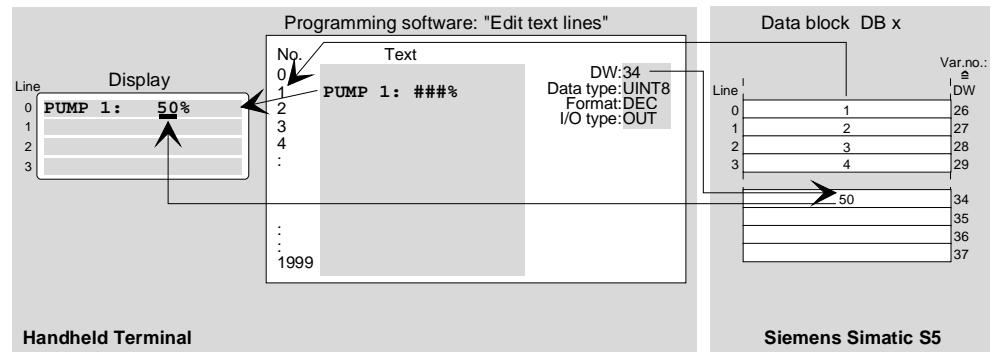 Programming software: "Edit text lines"
Data block DB x
No. Text
Var.no.:
≙
DW
Line Display
0 PUMP 1: 50%
1
2
3
0
1 PUMP 1: ###%
2
3
4
:
:
:
1999
DW:34
Data type:UINT8
Format:DEC
I/O type:OUT
Line
0 1 26
1 2 27
2 3 28
3 4 29
50 34
35
36
37
Handheld Terminal
Siemens Simatic S5